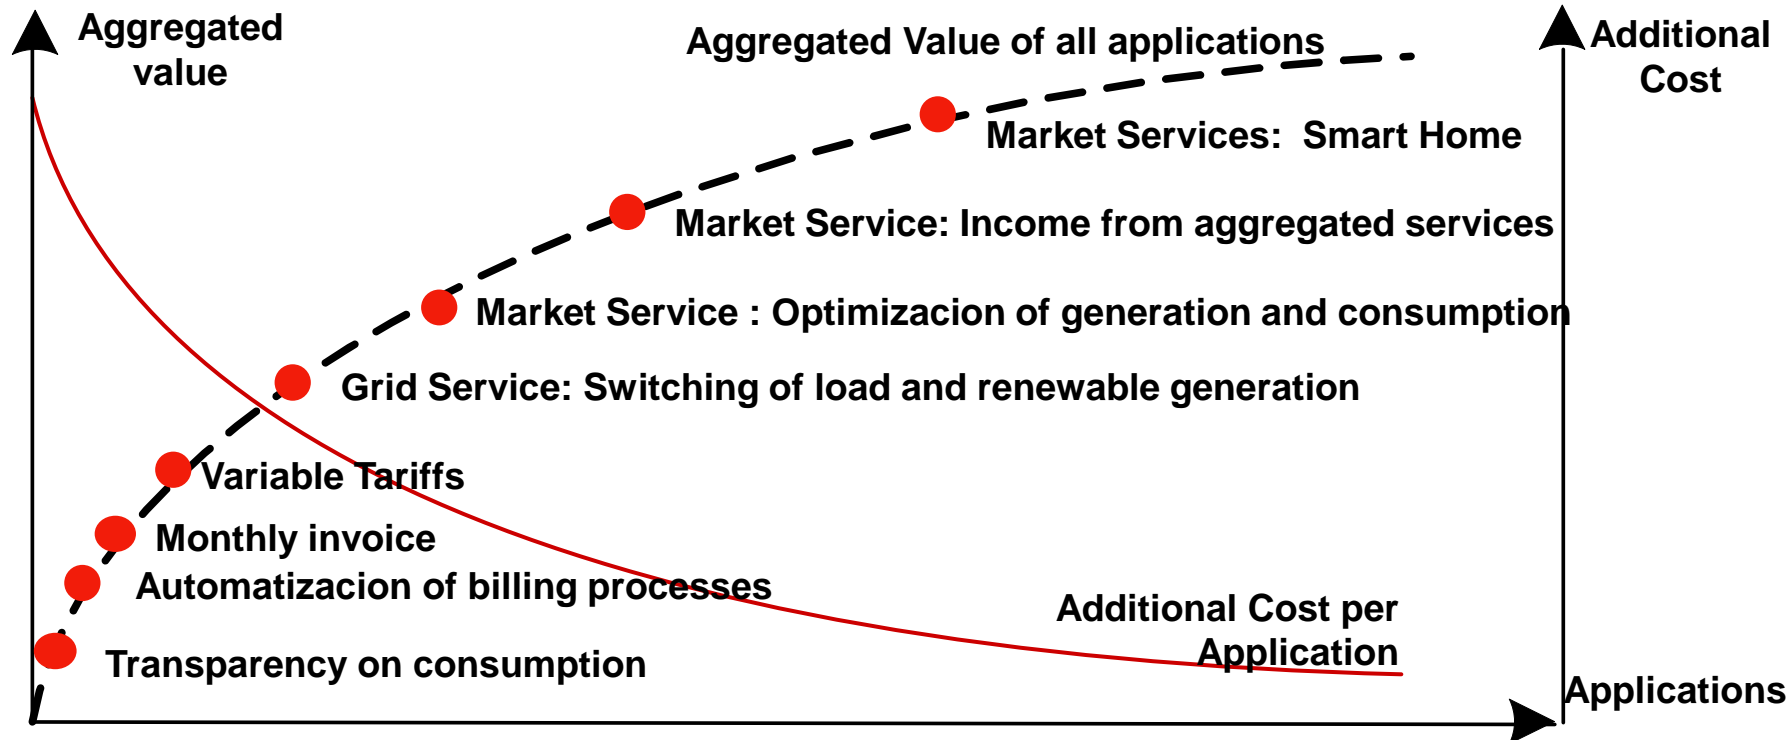 Aggregated
value
Aggregated Value of all applications
Additional
Cost
Market Services:  Smart Home
Market Service: Income from aggregated services
Market Service : Optimizacion of generation and consumption
Grid Service: Switching of load and renewable generation
Variable Tariffs
Monthly invoice
Automatizacion of billing processes
Additional Cost per
Application
Transparency on consumption
Applications